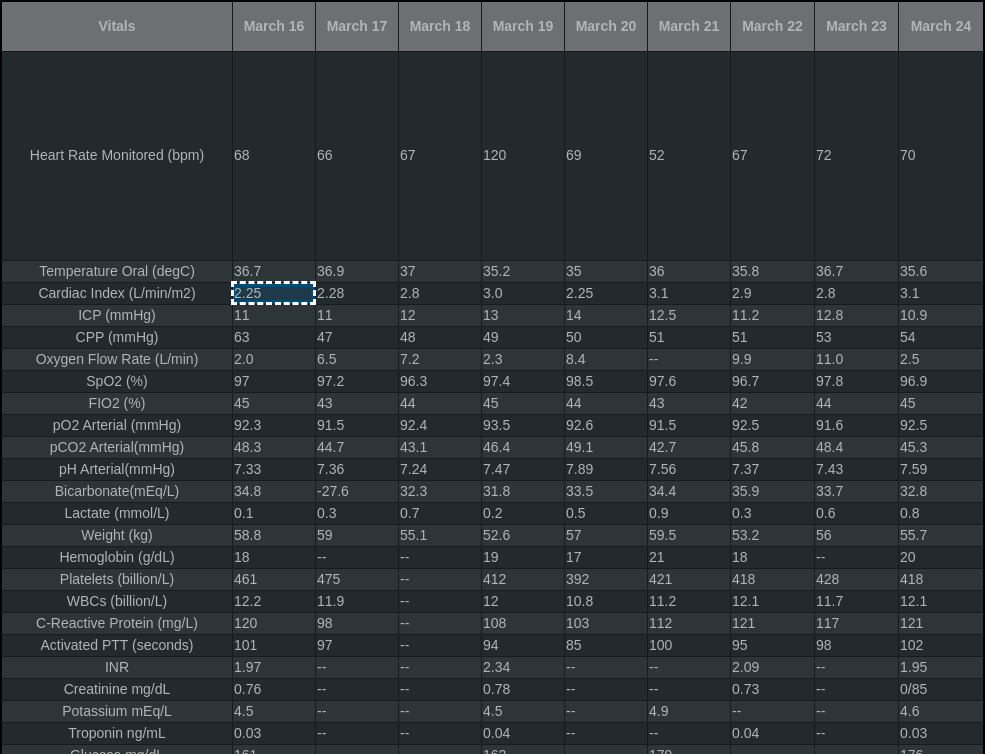 Vitals March 16 March 17 March 18 March 19 March 20 March 21 March 22 March 23 March 24
Heart Rate Monitored (bpm) 68 66 67 120 69 52 67 72 70
Temperature Oral (degC) 36.7 36.9 37 35.2 35 36 35.8 36.7 35.6
Cardiac Index (L/min/m2) 2.25 2.28 2.8 3.0 2.25 3.1 2.9 2.8 3.1
ICP (mmHg) 11 11 12 13 14 12.5 11.2 12.8 10.9
CPP (mmHg) 63 47 48 49 50 51 51 53 54
Oxygen Flow Rate (L/min) 2.0 6.5 7.2 2.3 8.4 -- 9.9 11.0 2.5
SpO2 (%) 97 97.2 96.3 97.4 98.5 97.6 96.7 97.8 96.9
FIO2 (%) 45 43 44 45 44 43 42 44 45
pO2 Arterial (mmHg) 92.3 91.5 92.4 93.5 92.6 91.5 92.5 91.6 92.5
pCO2 Arterial(mmHg) 48.3 44.7 43.1 46.4 49.1 42.7 45.8 48.4 45.3
pH Arterial(mmHg) 7.33 7.36 7.24 7.47 7.89 7.56 7.37 7.43 7.59
Bicarbonate(mEq/L) 34.8 -27.6 32.3 31.8 33.5 34.4 35.9 33.7 32.8
Lactate (mmol/L) 0.1 0.3 0.7 0.2 0.5 0.9 0.3 0.6 0.8
Weight (kg) 58.8 59 55.1 52.6 57 59.5 53.2 56 55.7
Hemoglobin (g/dL) 18 -- -- 19 17 21 18 -- 20
Platelets (billion/L) 461 475 -- 412 392 421 418 428 418
WBCs (billion/L) 12.2 11.9 -- 12 10.8 11.2 12.1 11.7 12.1
C-Reactive Protein (mg/L) 120 98 -- 108 103 112 121 117 121
Activated PTT (seconds) 101 97 -- 94 85 100 95 98 102
INR 1.97 -- -- 2.34 -- -- 2.09 -- 1.95
Creatinine mg/dL 0.76 -- -- 0.78 -- -- 0.73 -- 0/85
Potassium mEq/L 4.5 -- -- 4.5 -- 4.9 -- -- 4.6
Troponin ng/mL 0.03 -- -- 0.04 -- -- 0.04 -- 0.03